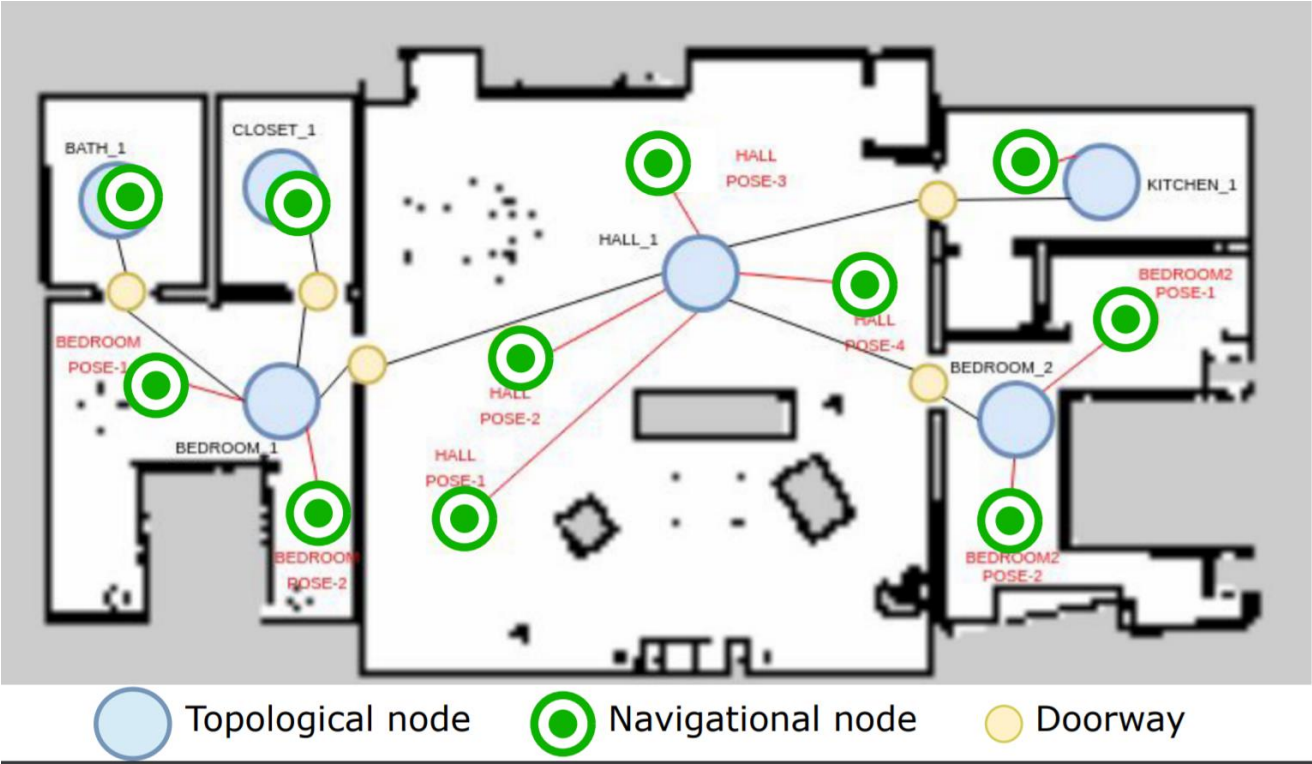 CLOSET_1
BATH_1
HALL
POSE-3
KITCHEN_1
HALL_1
BEDROOM2
POSE-1
HALL
POSE-4
BEDROOM
POSE-1
BEDROOM_2
HALL
POSE-2
BEDROOM_1
HALL
POSE-1
BEDROOM
POSE-2
BEDROOM2
POSE-2
Topological node
Navigational node
Doorway